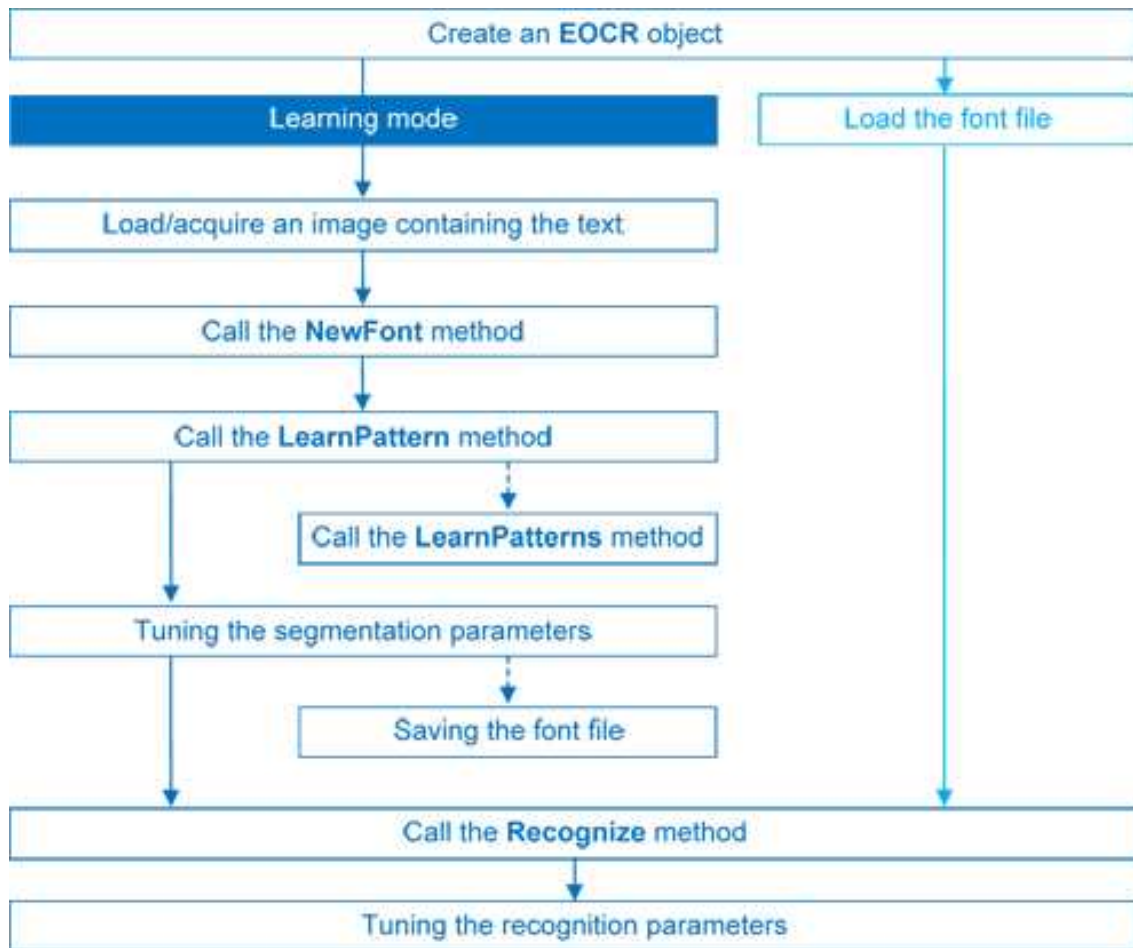 Create an EOCR object
Learning mode
Load the font file
Load/acquire an image containing the text
Call the NewFont method
Call the LearnPattern method
Call the LearnPatterns method
Tuning the segmentation parameters
Saving the font file
Call the Recognize method
Tuning the recognition parameters